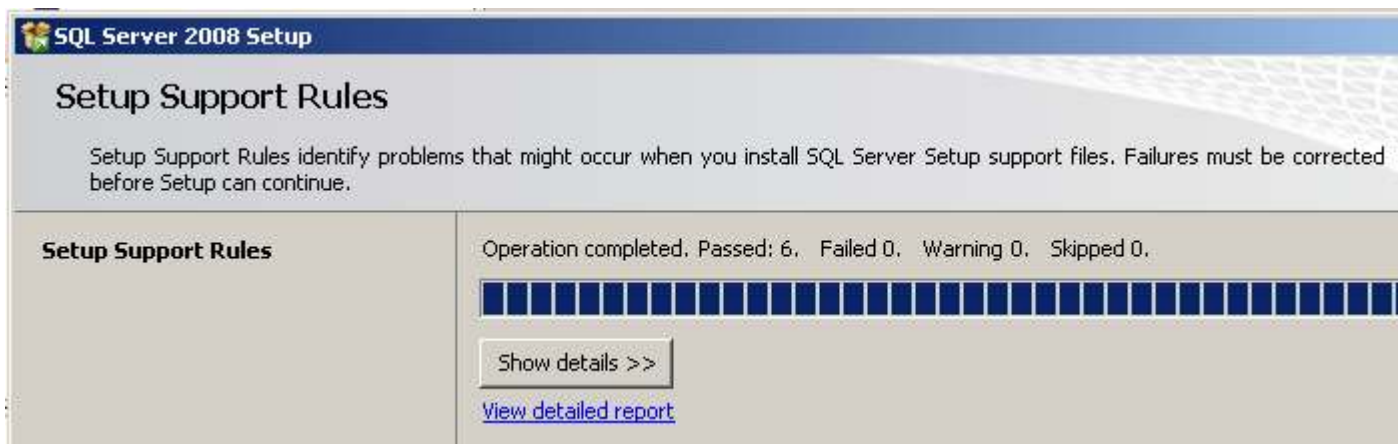 SQL Server 2008 Setup
Setup Support Rules
Setup Support Rules identify problems that might occur when you install SQL Server Setup support files. Failures must be corrected
before Setup can continue.
Setup Support Rules
Operation completed. Passed: 6. Failed 0. Warning 0. Skipped 0.
Show details >>
View detailed report